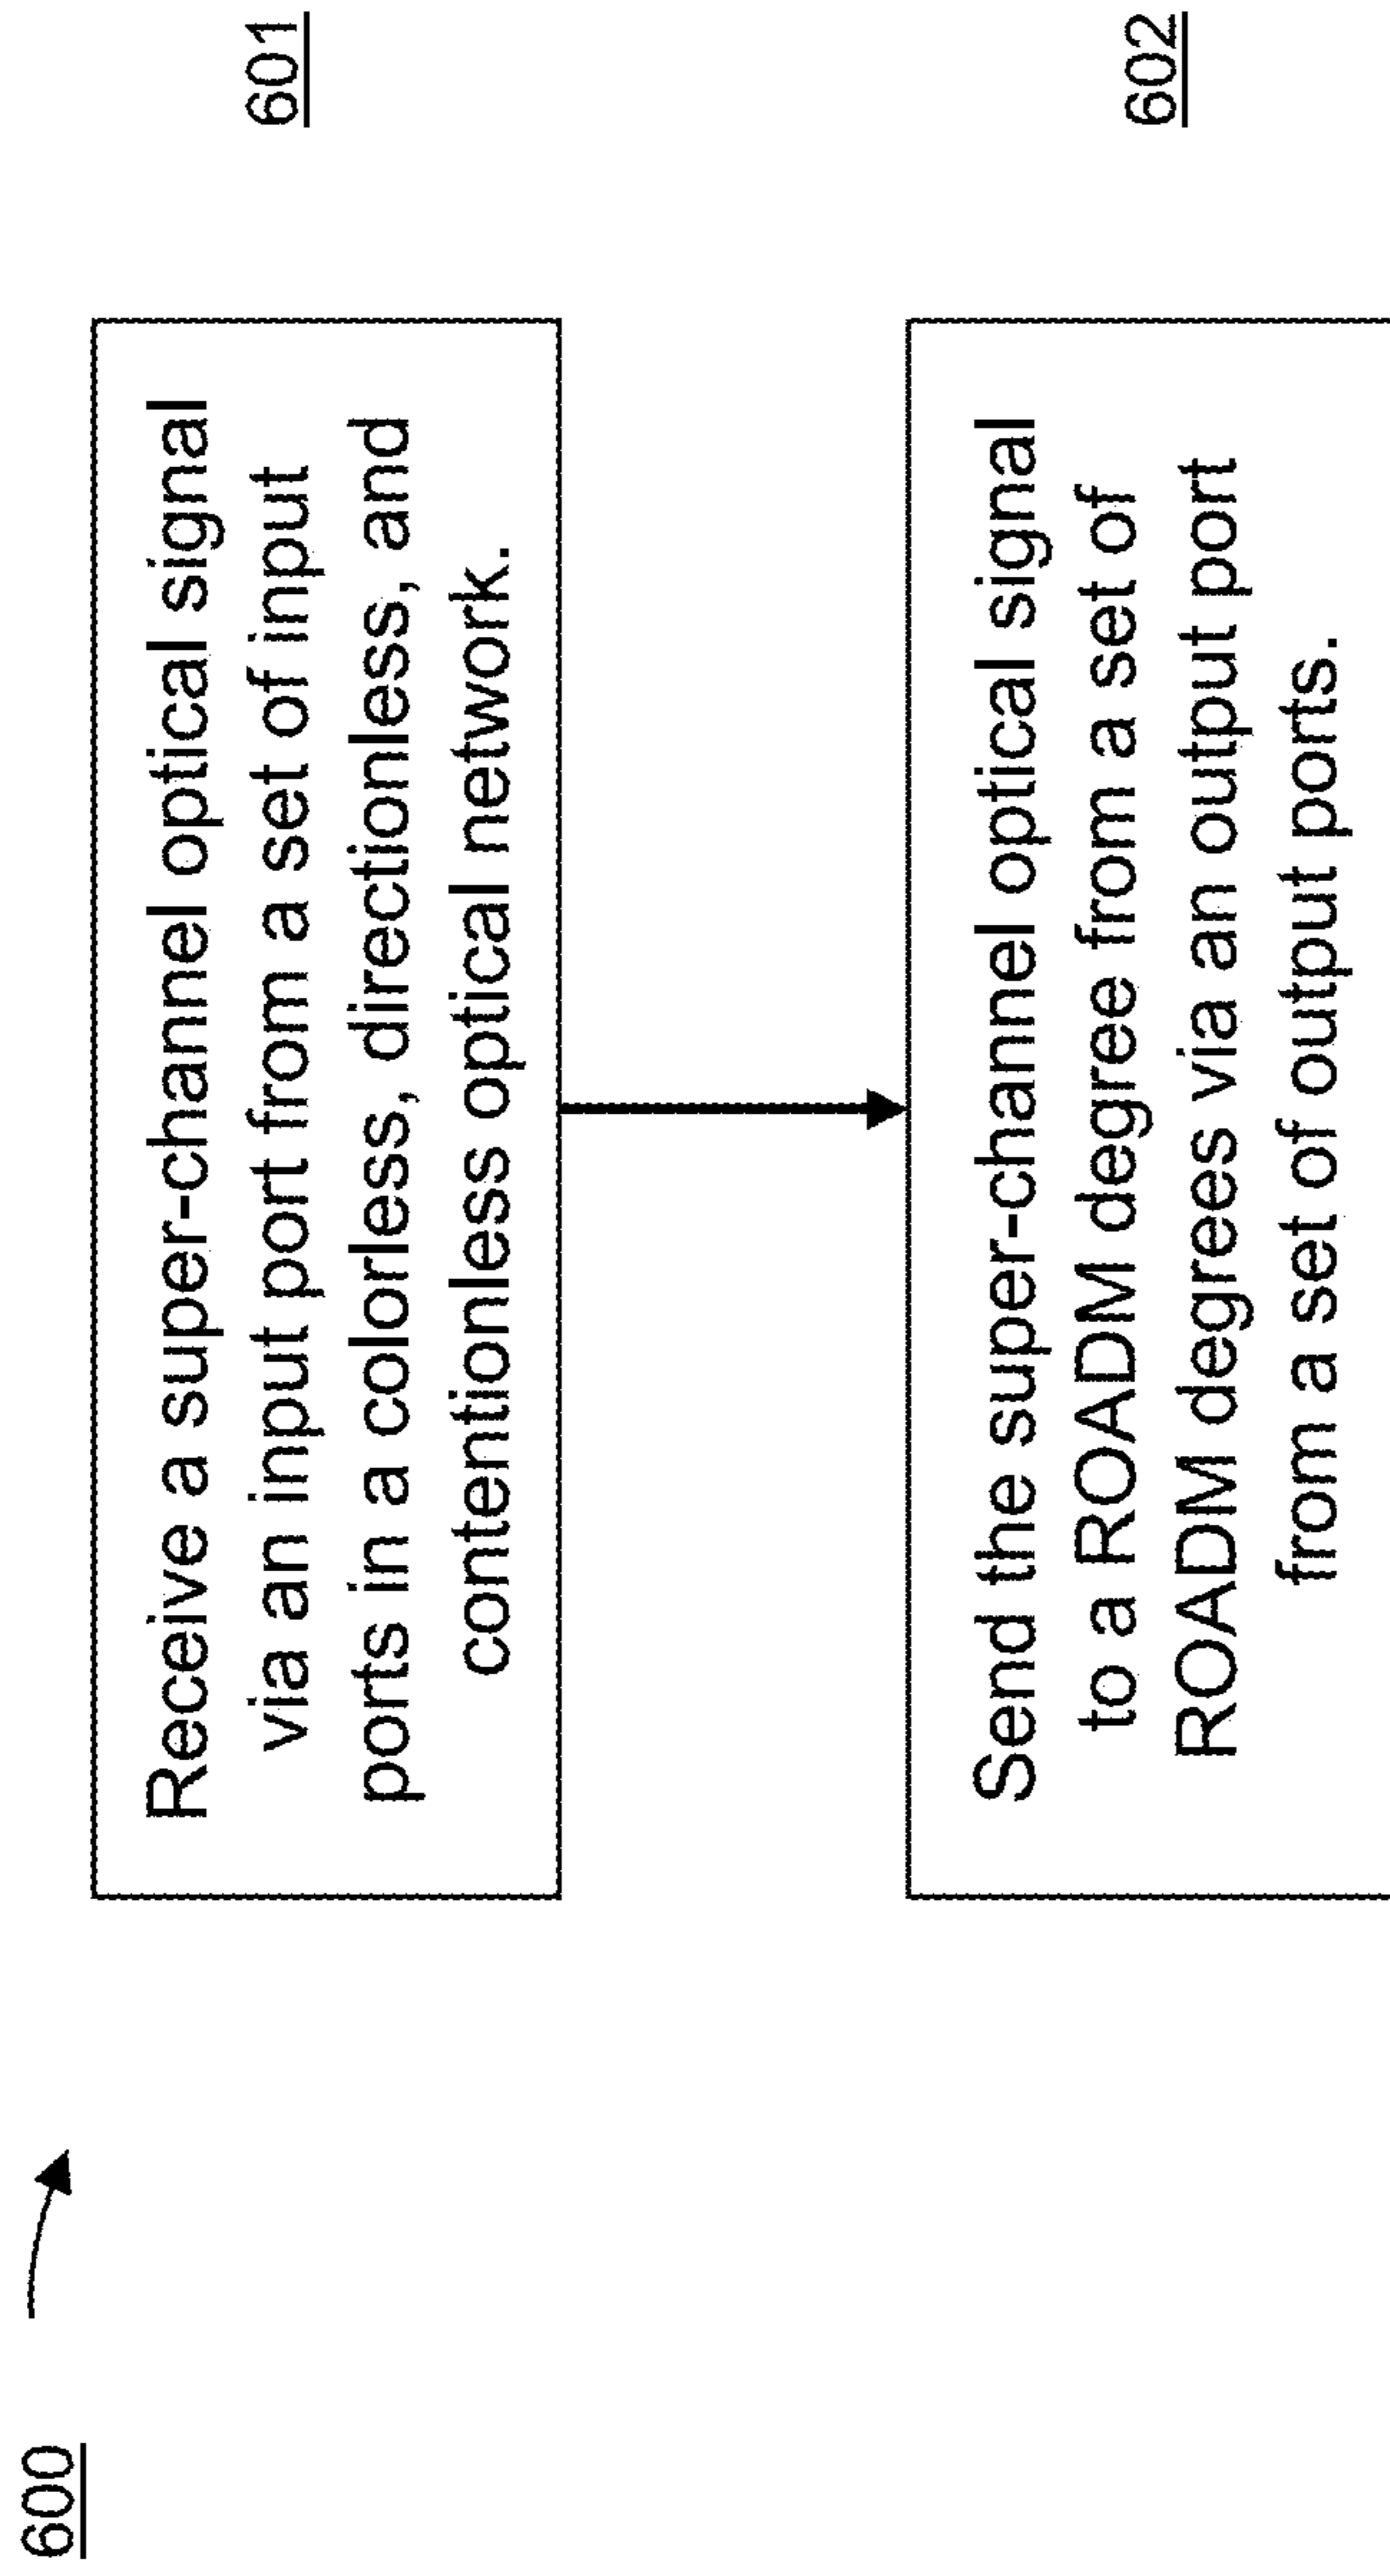 600
Receive a super-channel optical signal
via an input port from a set of input
ports in a colorless, directionless, and
contentionless optical network.
601
Send the super-channel optical signal
to a ROADM degree from a set of
ROADM degrees via an output port
from a set of output ports.
602